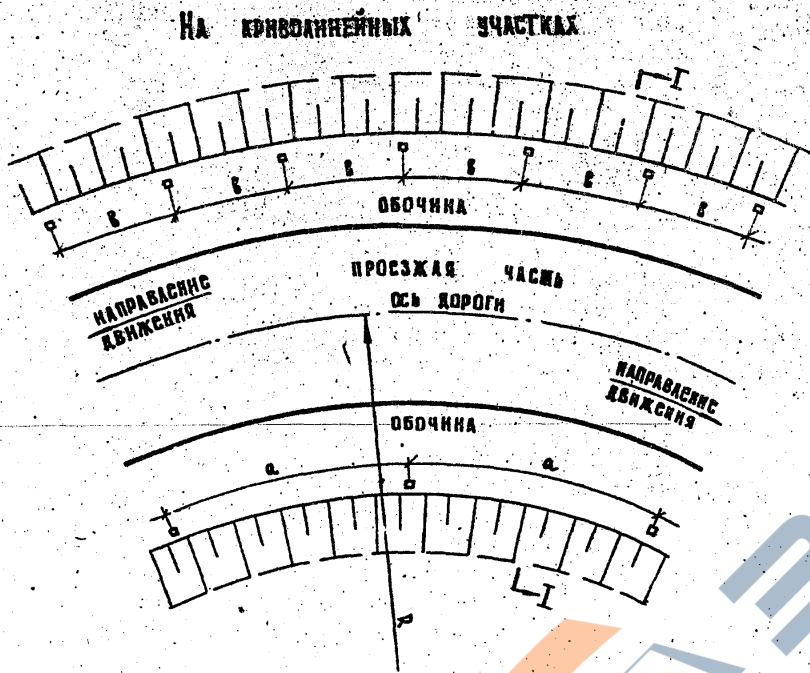 На криволинейных участках
I
в в в в в в
ОБОЧИНА
ПРОЕЗЖАЯ ЧАСТЬ
ОСЬ ДОРОГИ
НАПРАВЛЕНИЕ
ДВИЖЕНИЯ
НАПРАВЛЕНИЕ
ДВИЖЕНИЯ
ОБОЧИНА
а а
I
R